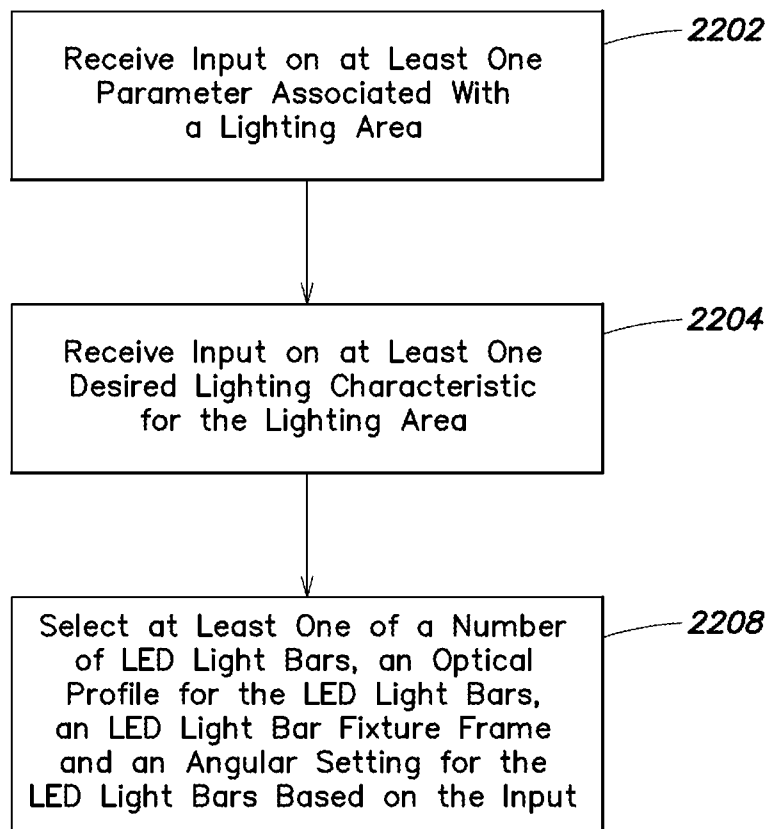 Receive Input on at Least One
Parameter Associated With
a Lighting Area
2202
Receive Input on at Least One
Desired Lighting Characteristic
for the Lighting Area
2204
Select at Least One of a Number
of LED Light Bars, an Optical
Profile for the LED Light Bars,
an LED Light Bar Fixture Frame
and an Angular Setting for the
LED Light Bars Based on the Input
2208